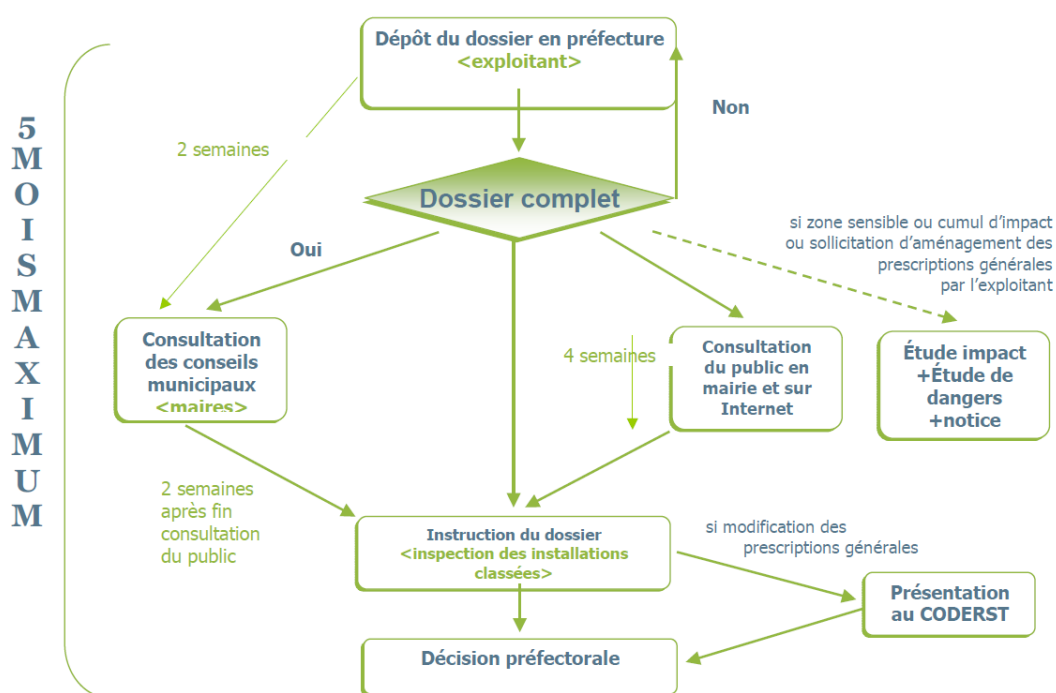 Dépôt du dossier en préfecture
<exploitant>
Non
5
M
O
I
S
M
A
X
I
M
U
M
2 semaines
Dossier complet
Oui
si zone sensible ou cumul d'impact
ou sollicitation d'aménagement des
prescriptions générales
par l'exploitant
Consultation
des conseils
municipaux
<maires>
4 semaines
Consultation
du public en
mairie et sur
Internet
Étude impact
+Étude de
dangers
+notice
2 semaines
après fin
consultation
du public
Instruction du dossier
<inspection des installations
classées>
si modification des
prescriptions générales
Présentation
au CODERST
Décision préfectorale